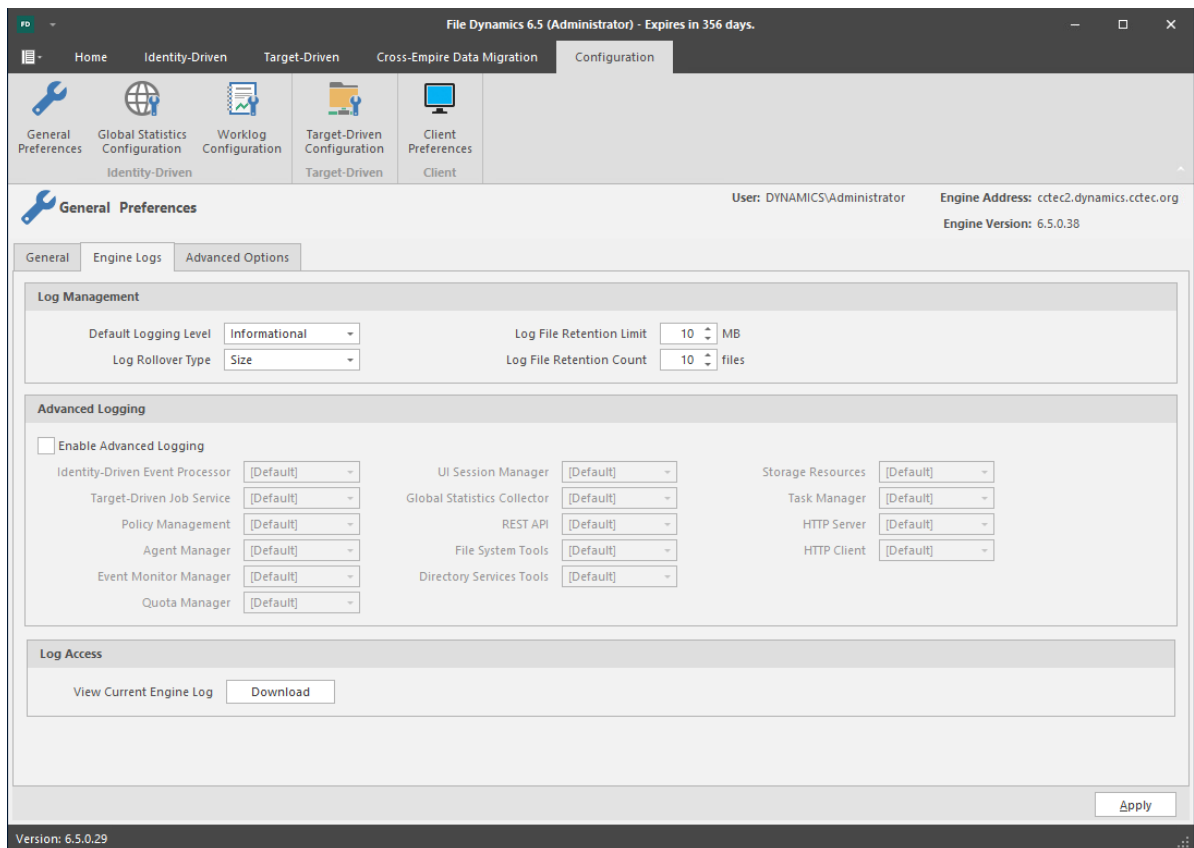 FD
File Dynamics 6.5 (Administrator) - Expires in 356 days.
Home Identity-Driven Target-Driven Cross-Empire Data Migration Configuration
General Preferences
Global Statistics Configuration
Worklog Configuration
Target-Driven Configuration
Client Preferences
Identity-Driven Target-Driven Client
General Preferences
User: DYNAMICS\Administrator
Engine Address: cctec2.dynamics.cctec.org
Engine Version: 6.5.0.38
General Engine Logs Advanced Options
Log Management
Default Logging Level Informational Log File Retention Limit 10 MB
Log Rollover Type Size Log File Retention Count 10 files
Advanced Logging
Enable Advanced Logging
Identity-Driven Event Processor [Default] UI Session Manager [Default] Storage Resources [Default]
Target-Driven Job Service [Default] Global Statistics Collector [Default] Task Manager [Default]
Policy Management [Default] REST API [Default] HTTP Server [Default]
Agent Manager [Default] File System Tools [Default] HTTP Client [Default]
Event Monitor Manager [Default] Directory Services Tools [Default]
Quota Manager [Default]
Log Access
View Current Engine Log Download
Apply
Version: 6.5.0.29